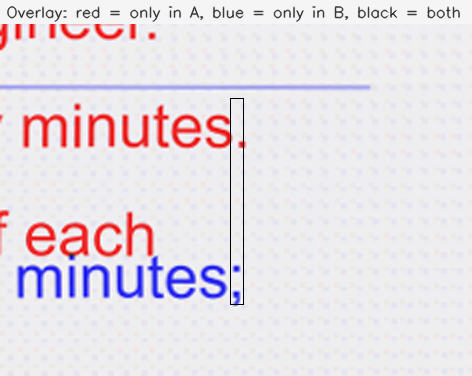 Overlay: red = only in A, blue = only in B, black = both
minutes.
each
minutes;